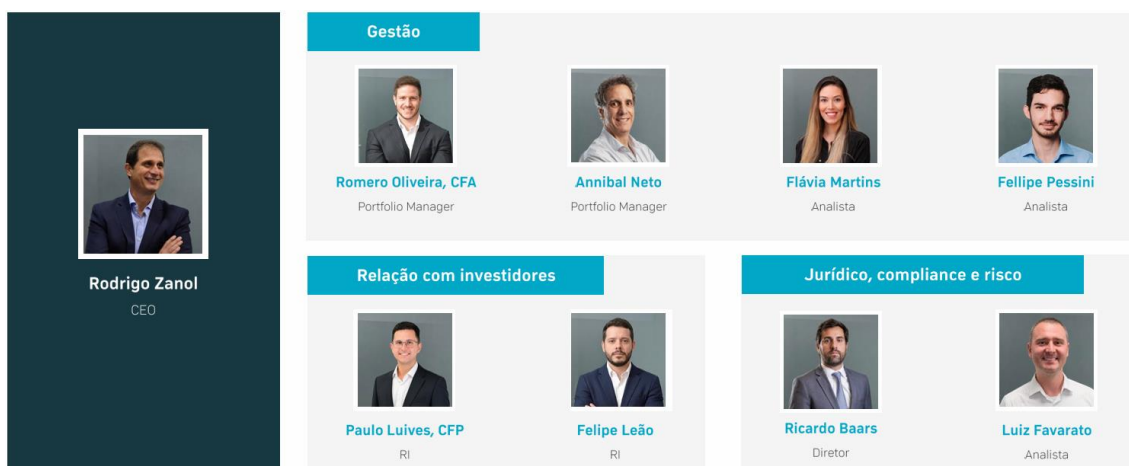 Rodrigo Zanol
CEO
Gestão
Romero Oliveira, CFA
Portfolio Manager
Annibal Neto
Portfolio Manager
Flávia Martins
Analista
Fellipe Pessini
Analista
Relação com investidores
Paulo Luives, CFP
RI
Felipe Leão
RI
Jurídico, compliance e risco
Ricardo Baars
Diretor
Luiz Favarato
Analista